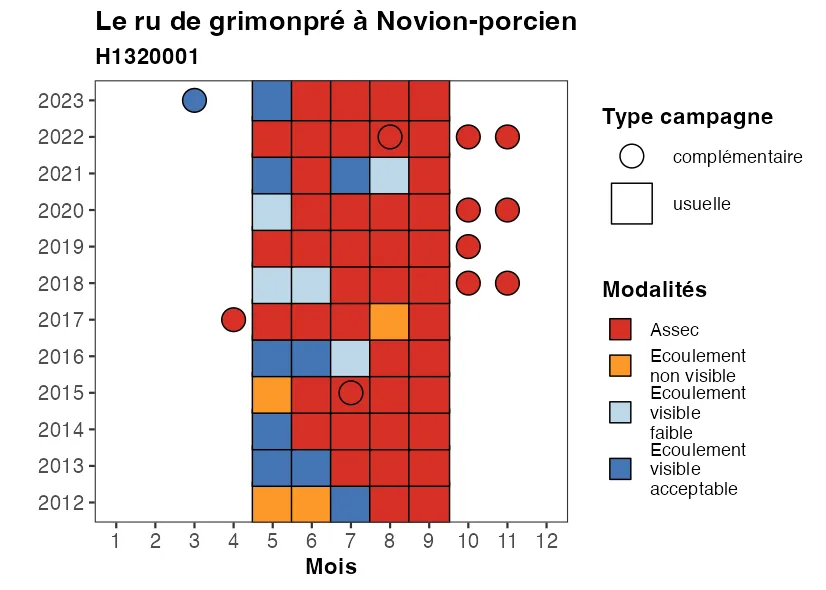 Le ru de grimonpré à Novion-porcien
H1320001
2023
2022
2021
2020
2019
2018
2017
2016
2015
2014
2013
2012
1 2 3 4 5 6 7 8 9 10 11 12
Mois
Type campagne
complémentaire
usuelle
Modalités
Assec
Ecoulement
non visible
Ecoulement
visible
faible
Ecoulement
visible
acceptable